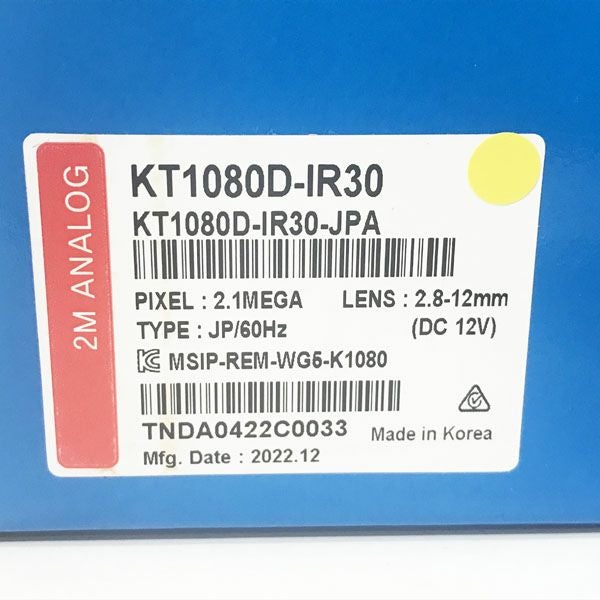 2M ANALOG
KT1080D-IR30
KT1080D-IR30-JPA
PIXEL : 2.1MEGA LENS : 2.8-12mm
TYPE : JP/60Hz (DC 12V)
MSIP-REM-WG5-K1080
TNDA0422C0033 Made in Korea
Mfg. Date : 2022.12